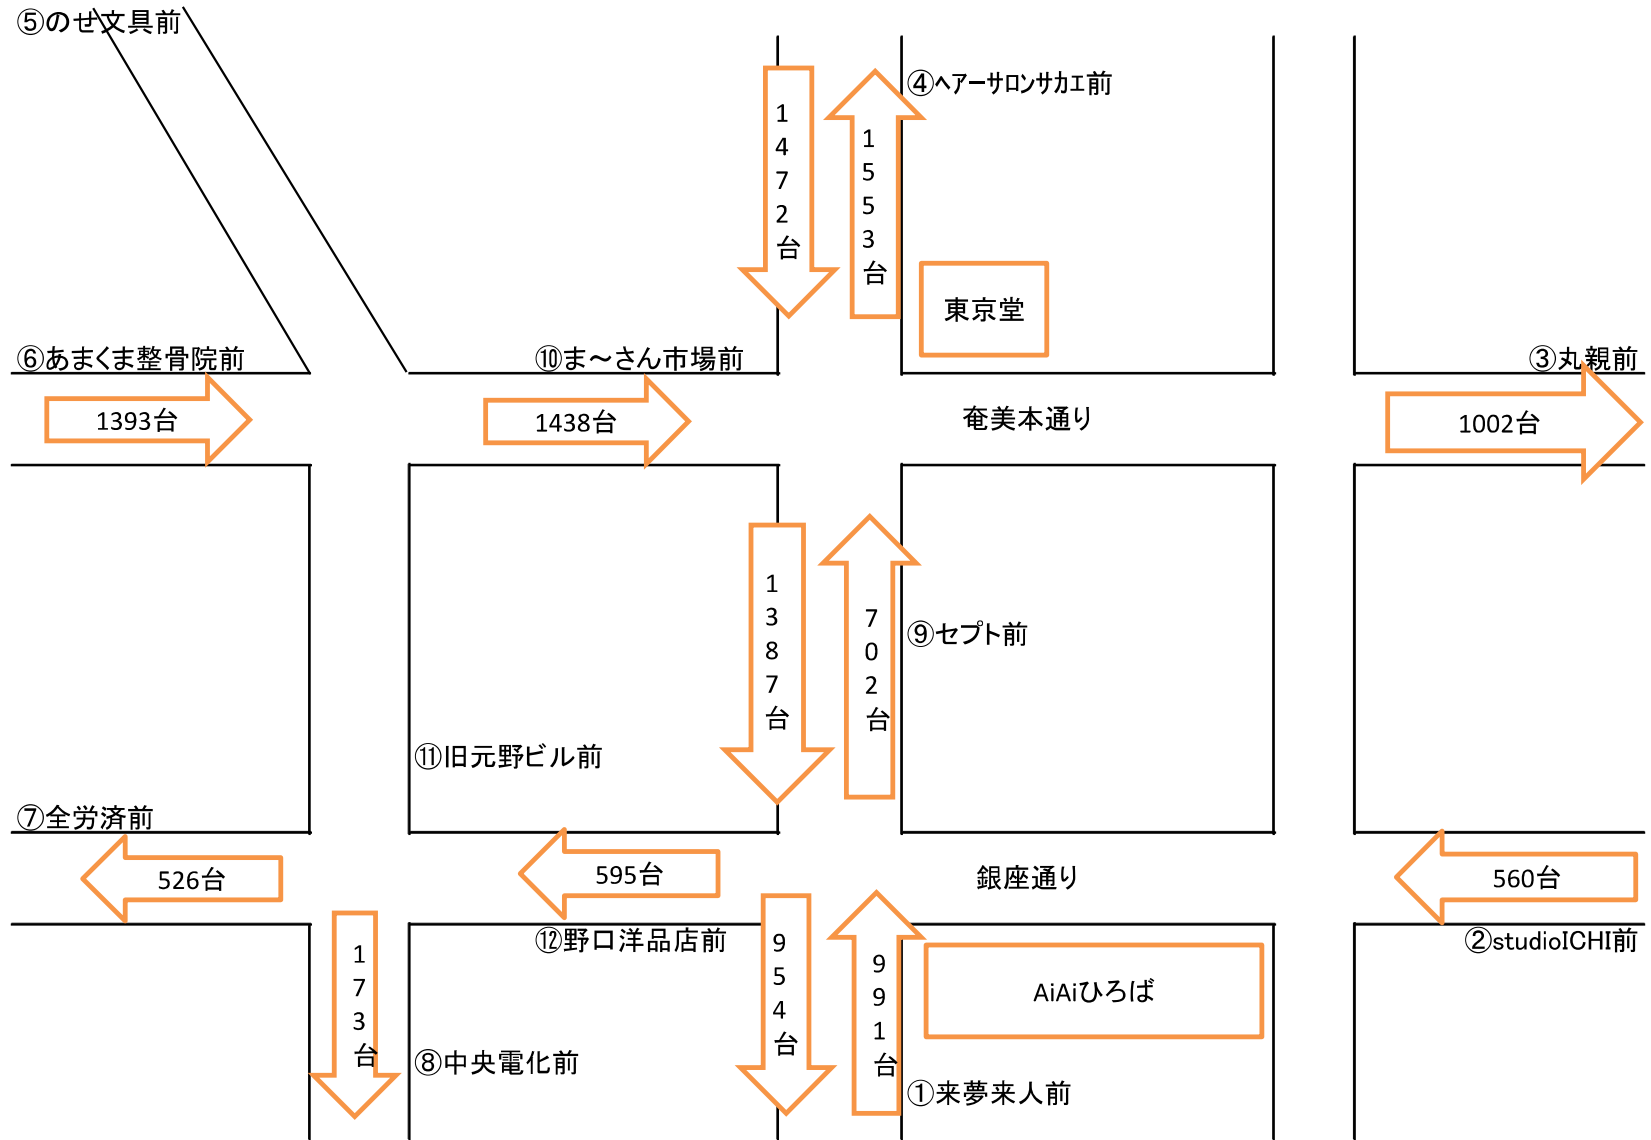 ⑤のせ文具前
④ヘアーサロンサカエ前
1472台
1553台
東京堂
⑥あまくま整骨院前
⑩ま～さん市場前
③丸親前
1393台
1438台
奄美本通り
1002台
1387台
702台
⑨セプト前
⑪旧元野ビル前
⑦全労済前
526台
595台
銀座通り
560台
⑫野口洋品店前
②studioICHI前
173台
954台
991台
AiAiひろば
⑧中央電化前
①来夢来人前